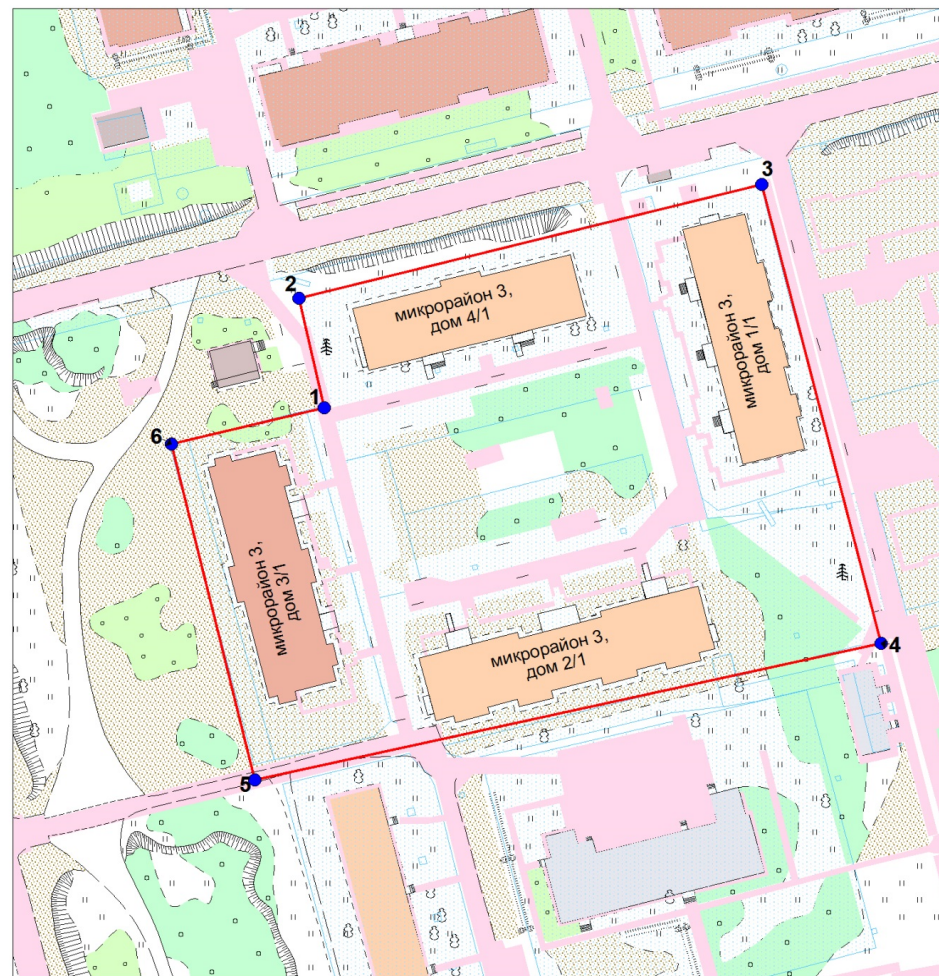 3
2
микрорайон 3,
дом 4/1
микрорайон 3,
дом 1/1
1
6
микрорайон 3,
дом 3/1
микрорайон 3,
дом 2/1
4
5